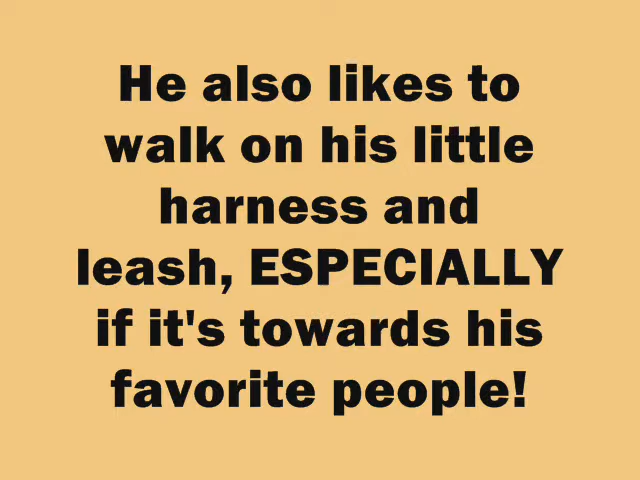 He also likes to
walk on his little
harness and
leash, ESPECIALLY
if it's towards his
favorite people!